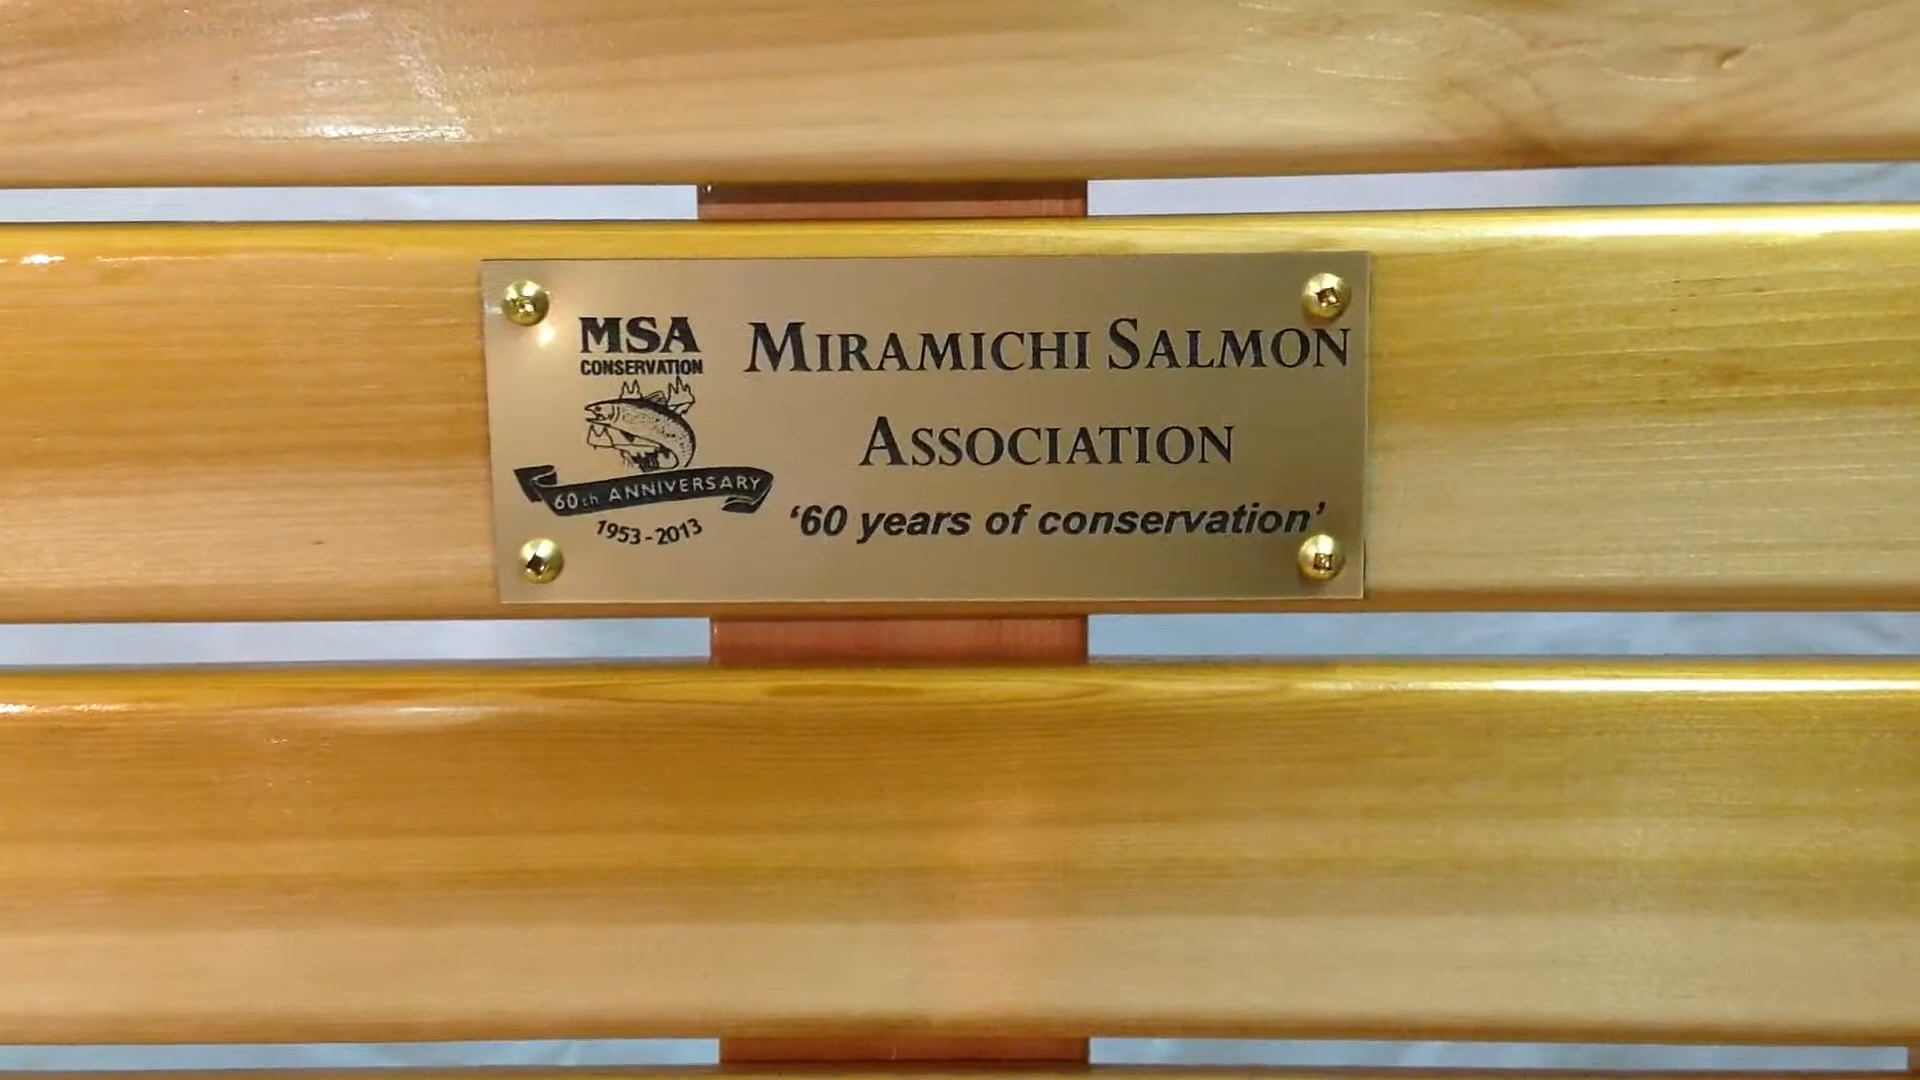 MSA
CONSERVATION
60th ANNIVERSARY
1953-2013
MIRAMICHI SALMON
ASSOCIATION
‘60 years of conservation’